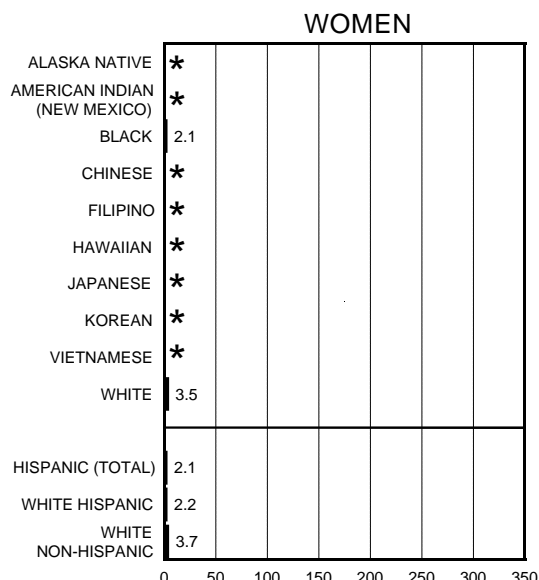 WOMEN
ALASKA NATIVE *
AMERICAN INDIAN
(NEW MEXICO) *
BLACK 2.1
CHINESE *
FILIPINO *
HAWAIIAN *
JAPANESE *
KOREAN *
VIETNAMESE *
WHITE 3.5
HISPANIC (TOTAL) 2.1
WHITE HISPANIC 2.2
WHITE
NON-HISPANIC 3.7
0 50 100 150 200 250 300 350